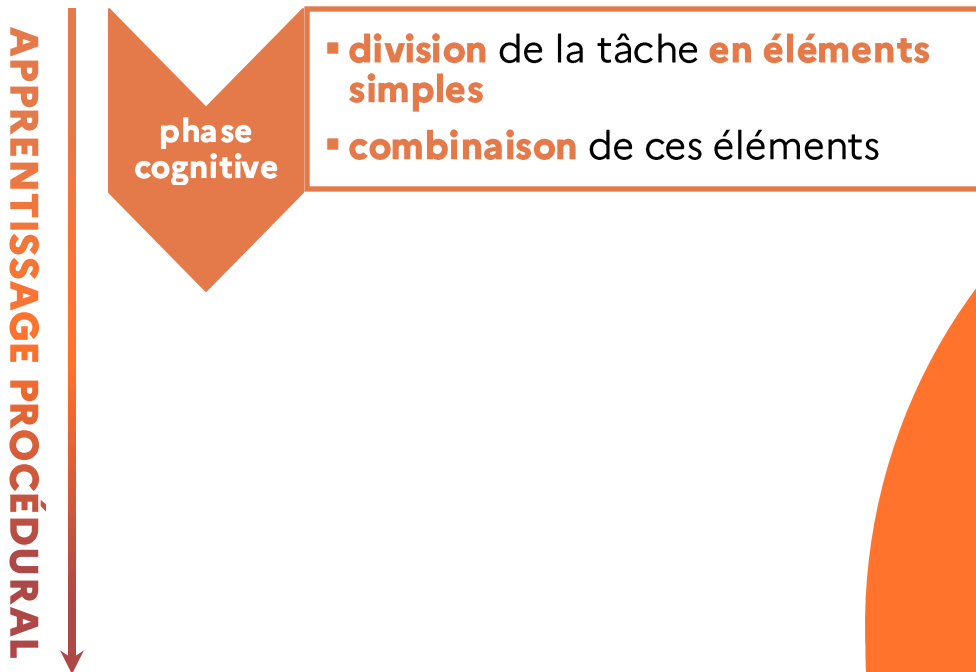 APPRENTISSAGE PROCÉDURAL
phase
cognitive
▪ division de la tâche en éléments
simples
▪ combinaison de ces éléments